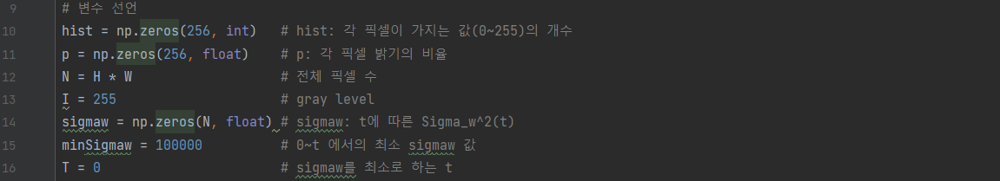 9 # 변수 선언
10 hist = np.zeros(256, int) # hist: 각 픽셀이 가지는 값(0~255)의 개수
11 p = np.zeros(256, float) # p: 각 픽셀 밝기의 비율
12 N = H * W # 전체 픽셀 수
13 I = 255 # gray level
14 sigmaw = np.zeros(N, float) # sigmaw: t에 따른 Sigma_w^2(t)
15 minSigmaw = 100000 # 0~t 에서의 최소 sigmaw 값
16 T = 0 # sigmaw를 최소로 하는 t